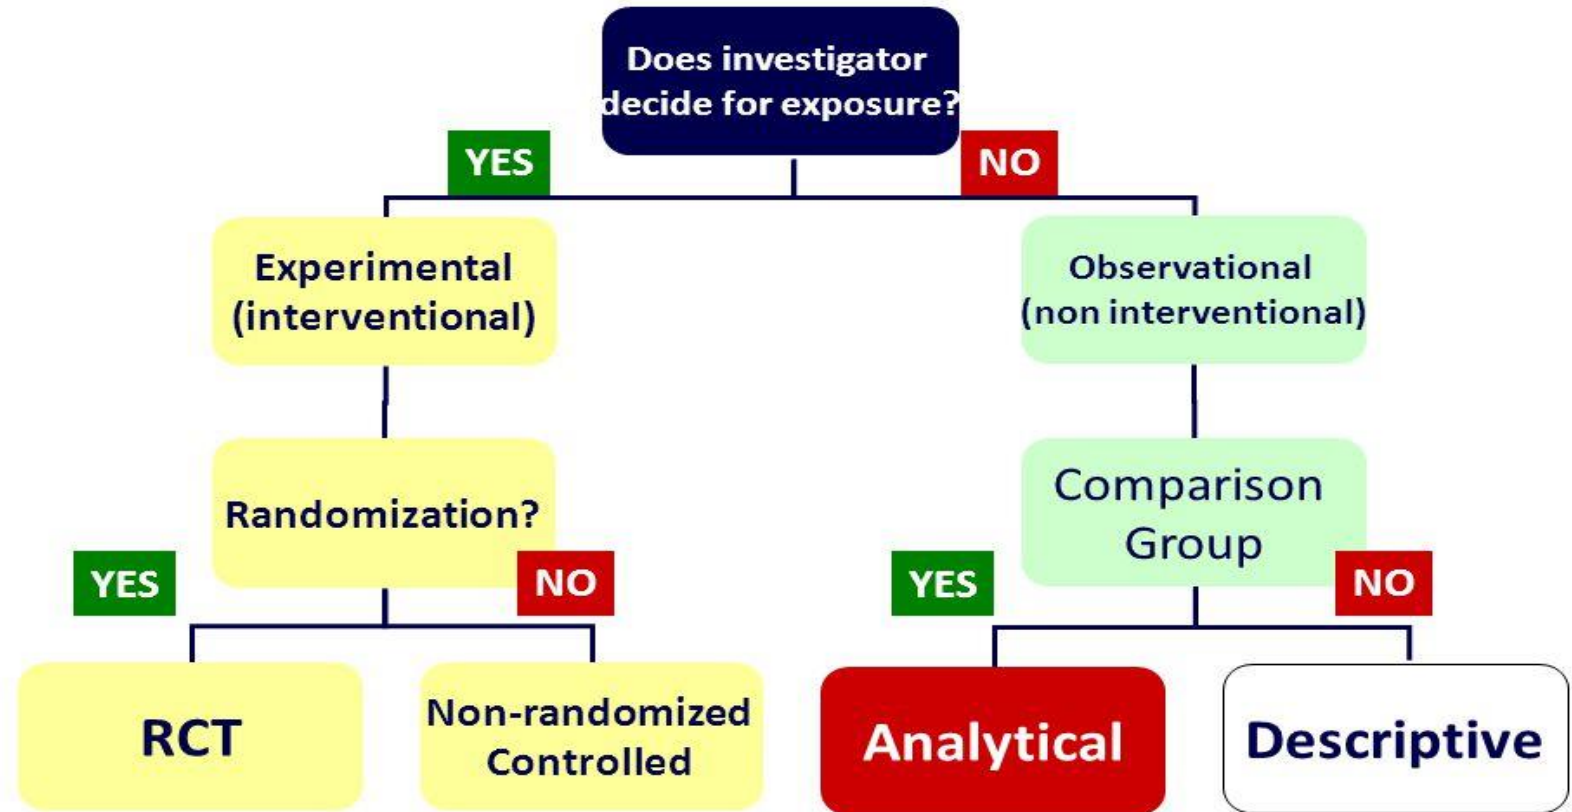 Does investigator
decide for exposure?
YES
NO
Experimental
(interventional)
Observational
(non interventional)
Randomization?
Comparison
Group
YES
NO
YES
NO
RCT
Non-randomized
Controlled
Analytical
Descriptive